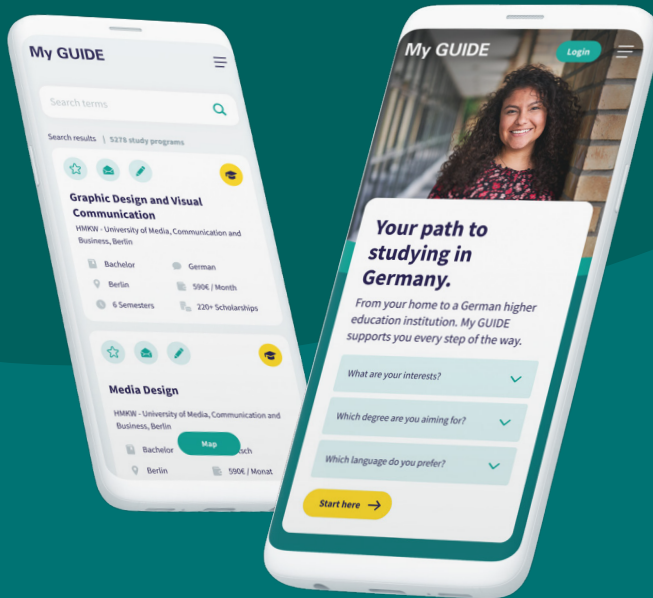 My GUIDE
Search terms
Search results | 5278 study programs
Graphic Design and Visual
Communication
HMKW - University of Media, Communication and
Business, Berlin
Bachelor German
Berlin 590€ / Month
6 Semesters 220+ Scholarships
Media Design
HMKW - University of Media, Communication and
Business, Berlin
Map
Bachelor sch
Berlin 590€ / Monat
My GUIDE Login
Your path to
studying in
Germany.
From your home to a German higher
education institution. My GUIDE
supports you every step of the way.
What are your interests?
Which degree are you aiming for?
Which language do you prefer?
Start here